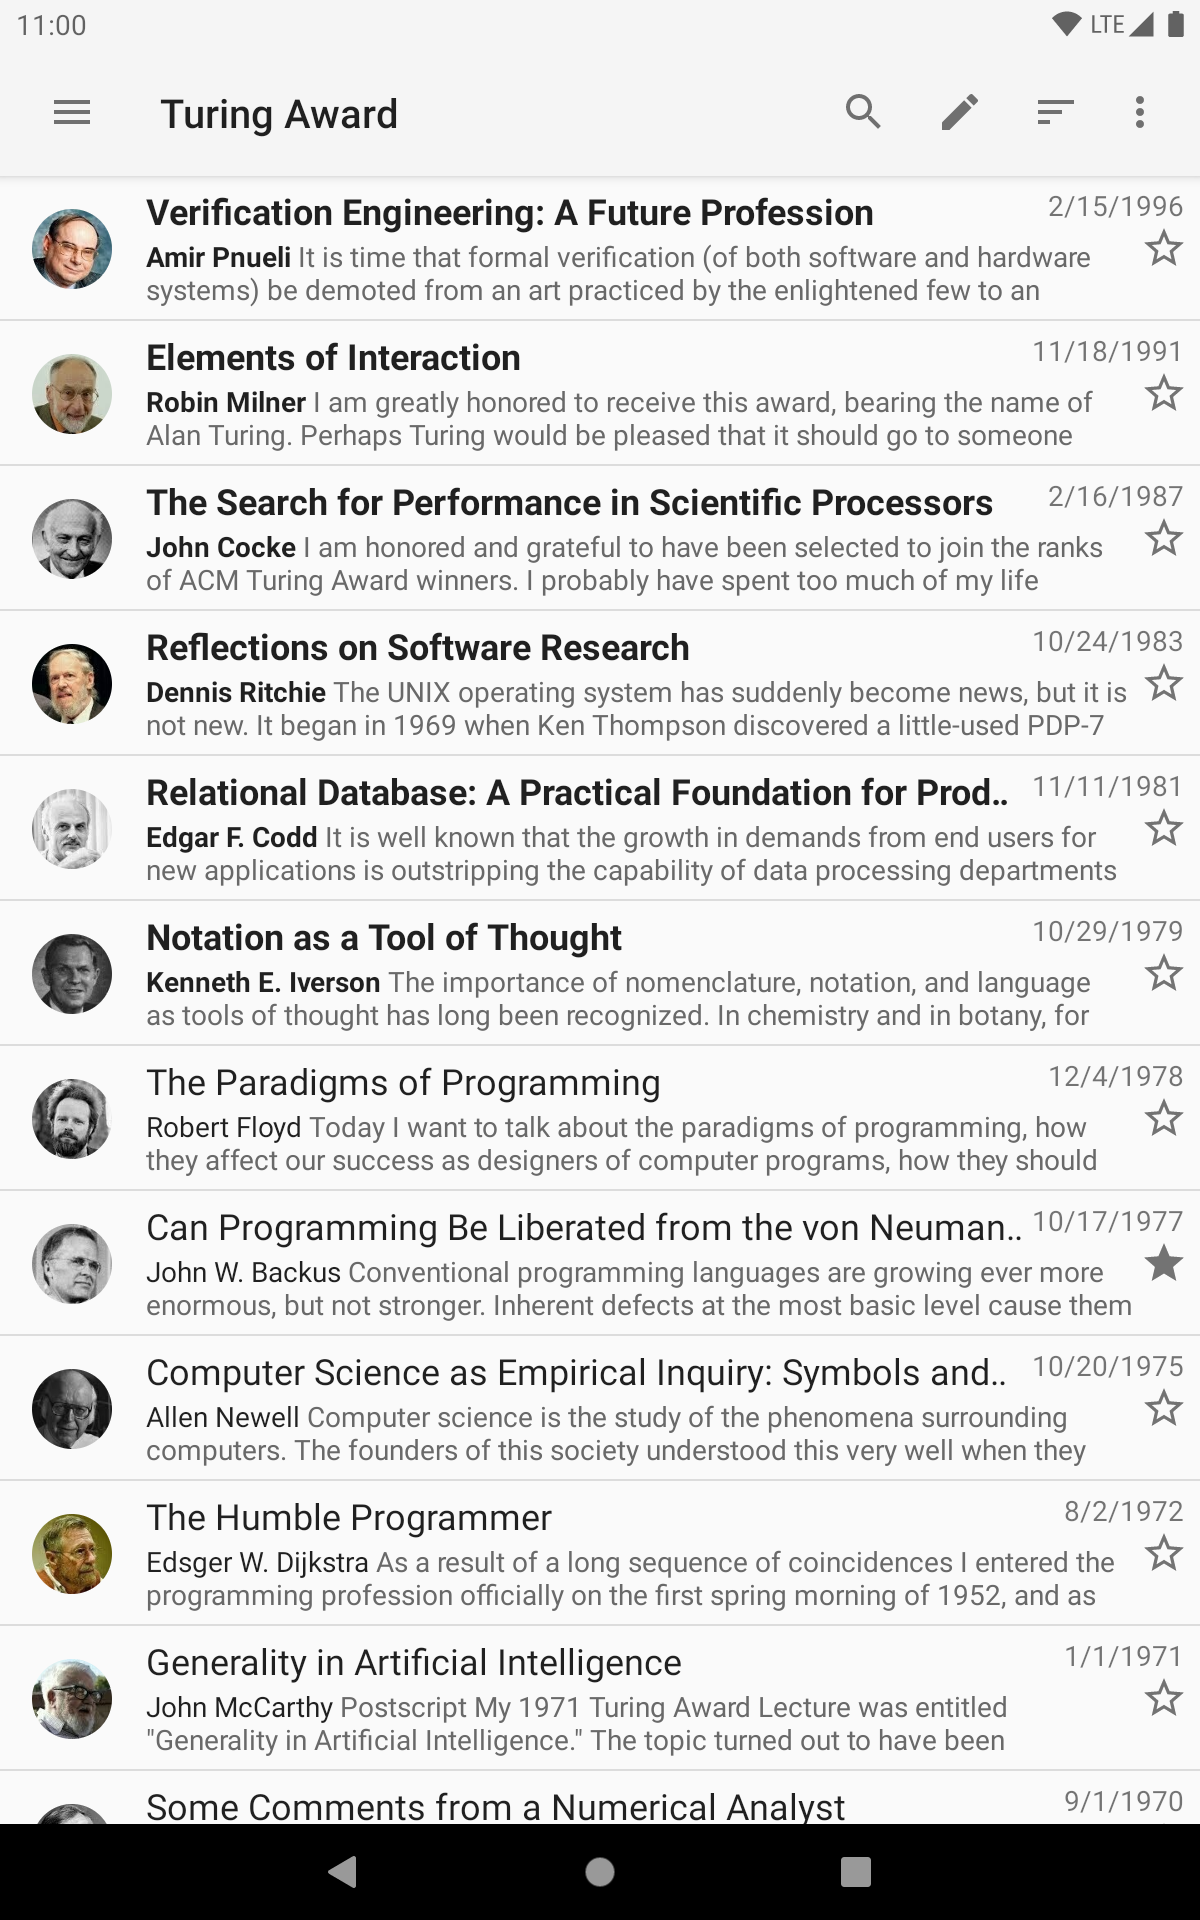 11:00
LTE
Turing Award
Verification Engineering: A Future Profession
2/15/1996
Amir Pnueli It is time that formal verification (of both software and hardware
systems) be demoted from an art practiced by the enlightened few to an
Elements of Interaction
11/18/1991
Robin Milner I am greatly honored to receive this award, bearing the name of
Alan Turing. Perhaps Turing would be pleased that it should go to someone
The Search for Performance in Scientific Processors
2/16/1987
John Cocke I am honored and grateful to have been selected to join the ranks
of ACM Turing Award winners. I probably have spent too much of my life
Reflections on Software Research
10/24/1983
Dennis Ritchie The UNIX operating system has suddenly become news, but it is
not new. It began in 1969 when Ken Thompson discovered a little-used PDP-7
Relational Database: A Practical Foundation for Prod..
11/11/1981
Edgar F. Codd It is well known that the growth in demands from end users for
new applications is outstripping the capability of data processing departments
Notation as a Tool of Thought
10/29/1979
Kenneth E. Iverson The importance of nomenclature, notation, and language
as tools of thought has long been recognized. In chemistry and in botany, for
The Paradigms of Programming
12/4/1978
Robert Floyd Today I want to talk about the paradigms of programming, how
they affect our success as designers of computer programs, how they should
Can Programming Be Liberated from the von Neuman..
10/17/1977
John W. Backus Conventional programming languages are growing ever more
enormous, but not stronger. Inherent defects at the most basic level cause them
Computer Science as Empirical Inquiry: Symbols and..
10/20/1975
Allen Newell Computer science is the study of the phenomena surrounding
computers. The founders of this society understood this very well when they
The Humble Programmer
8/2/1972
Edsger W. Dijkstra As a result of a long sequence of coincidences I entered the
programming profession officially on the first spring morning of 1952, and as
Generality in Artificial Intelligence
1/1/1971
John McCarthy Postscript My 1971 Turing Award Lecture was entitled
"Generality in Artificial Intelligence." The topic turned out to have been
Some Comments from a Numerical Analyst
9/1/1970